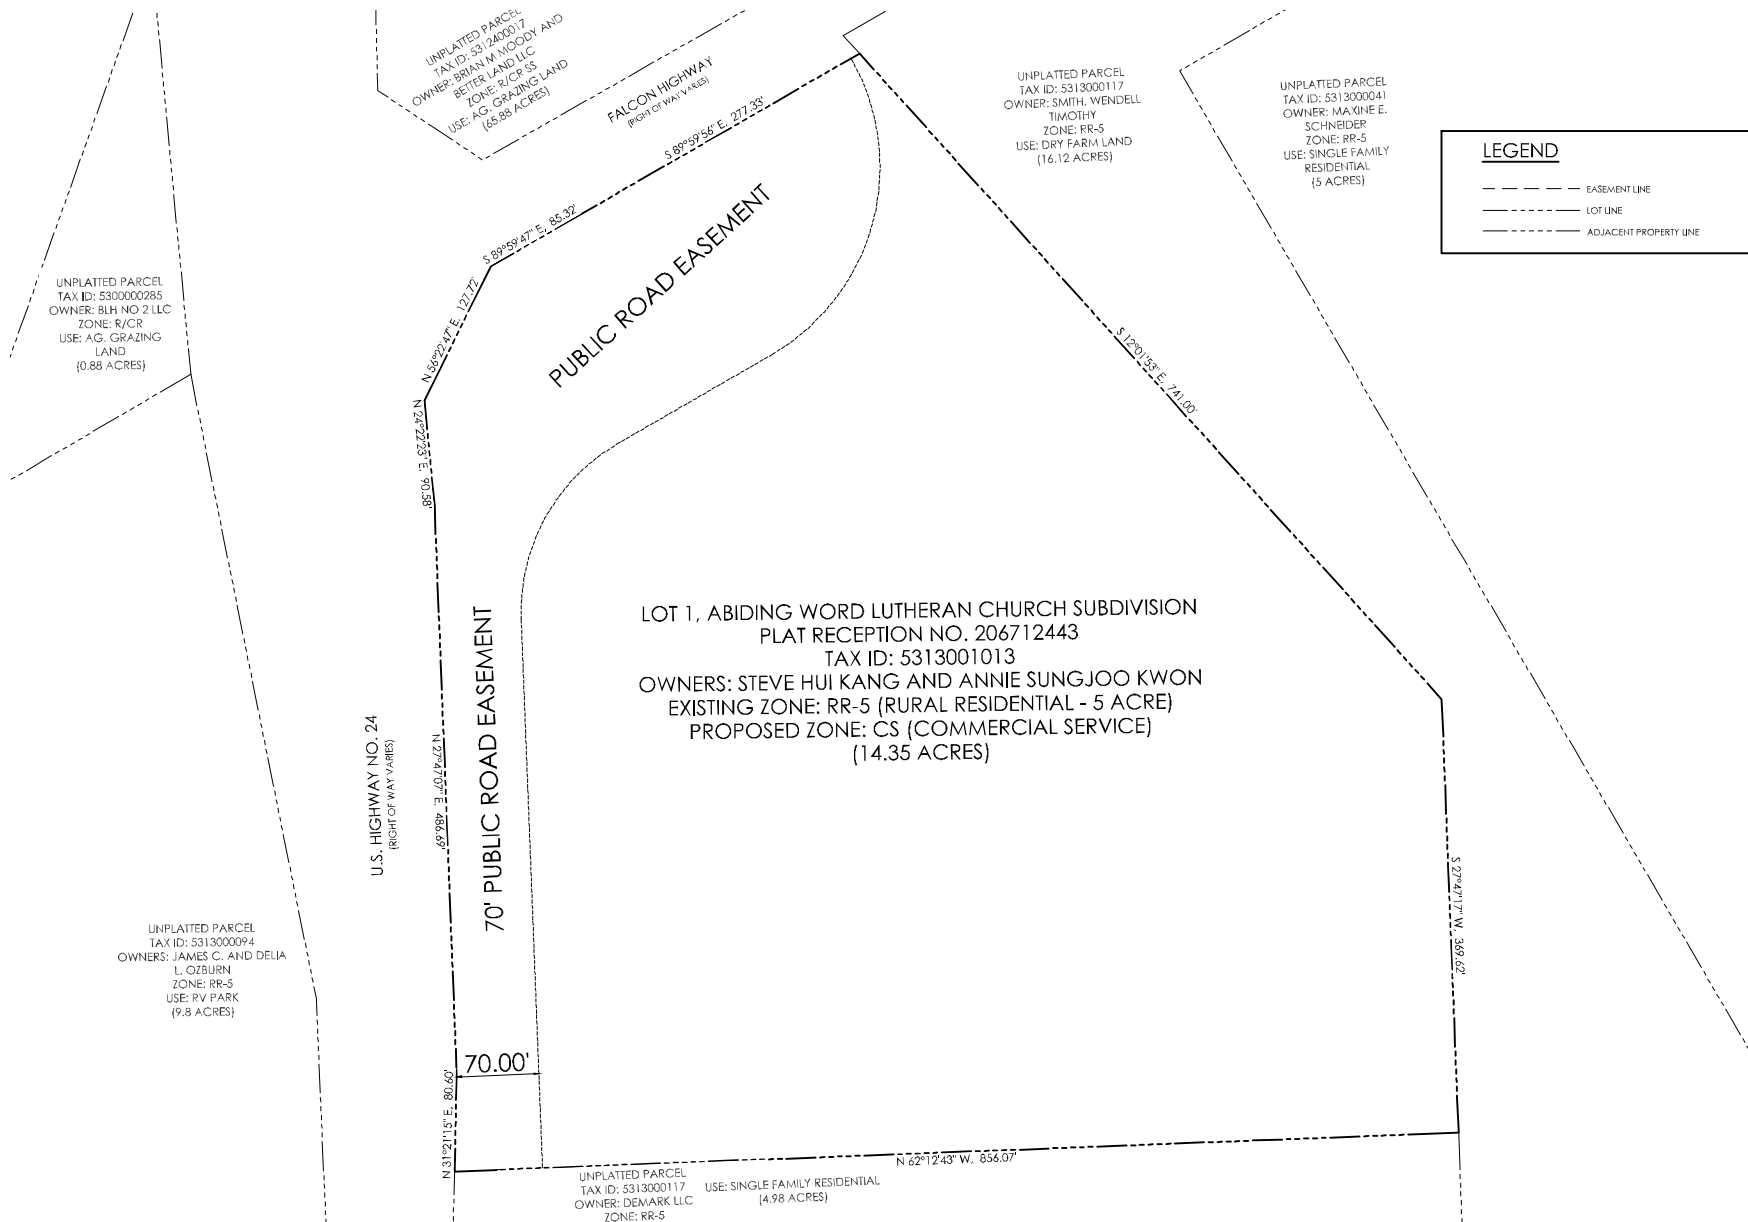 UNPLATTED PARCEL
TAX ID: 5312400017
OWNER: BRIAN M MOODY AND
BETTER LAND LLC
ZONE: R/CR SS
USE: AG. GRAZING LAND
(65.88 ACRES)
FALCON HIGHWAY
(RIGHT OF WAY VARIES)
UNPLATTED PARCEL
TAX ID: 5313000117
OWNER: SMITH, WENDELL
TIMOTHY
ZONE: RR-5
USE: DRY FARM LAND
(16.12 ACRES)
UNPLATTED PARCEL
TAX ID: 5313000041
OWNER: MAXINE E.
SCHNEIDER
ZONE: RR-5
USE: SINGLE FAMILY
RESIDENTIAL
(5 ACRES)
LEGEND
EASEMENT LINE
LOT LINE
ADJACENT PROPERTY LINE
S 89°59'56" E, 277.33'
S 89°59'47" E, 85.32'
N 56°22'47" E, 127.72'
N 24°22'23" E, 90.58'
PUBLIC ROAD EASEMENT
UNPLATTED PARCEL
TAX ID: 5300000285
OWNER: BLH NO 2 LLC
ZONE: R/CR
USE: AG. GRAZING
LAND
(0.88 ACRES)
S 12°01'53" E, 741.00'
LOT 1, ABIDING WORD LUTHERAN CHURCH SUBDIVISION
PLAT RECEPTION NO. 206712443
TAX ID: 5313001013
OWNERS: STEVE HUI KANG AND ANNIE SUNGJOO KWON
EXISTING ZONE: RR-5 (RURAL RESIDENTIAL - 5 ACRE)
PROPOSED ZONE: CS (COMMERCIAL SERVICE)
(14.35 ACRES)
U.S. HIGHWAY NO. 24
(RIGHT OF WAY VARIES)
N 27°47'07" E, 486.69'
70' PUBLIC ROAD EASEMENT
S 27°47'17" W, 369.62'
UNPLATTED PARCEL
TAX ID: 5313000094
OWNERS: JAMES C. AND DELIA
L. OZBURN
ZONE: RR-5
USE: RV PARK
(9.8 ACRES)
70.00'
N 31°21'15" E, 80.60'
N 62°12'43" W, 856.07'
UNPLATTED PARCEL
TAX ID: 5313000117
OWNER: DEMARK LLC
ZONE: RR-5
USE: SINGLE FAMILY RESIDENTIAL
(4.98 ACRES)